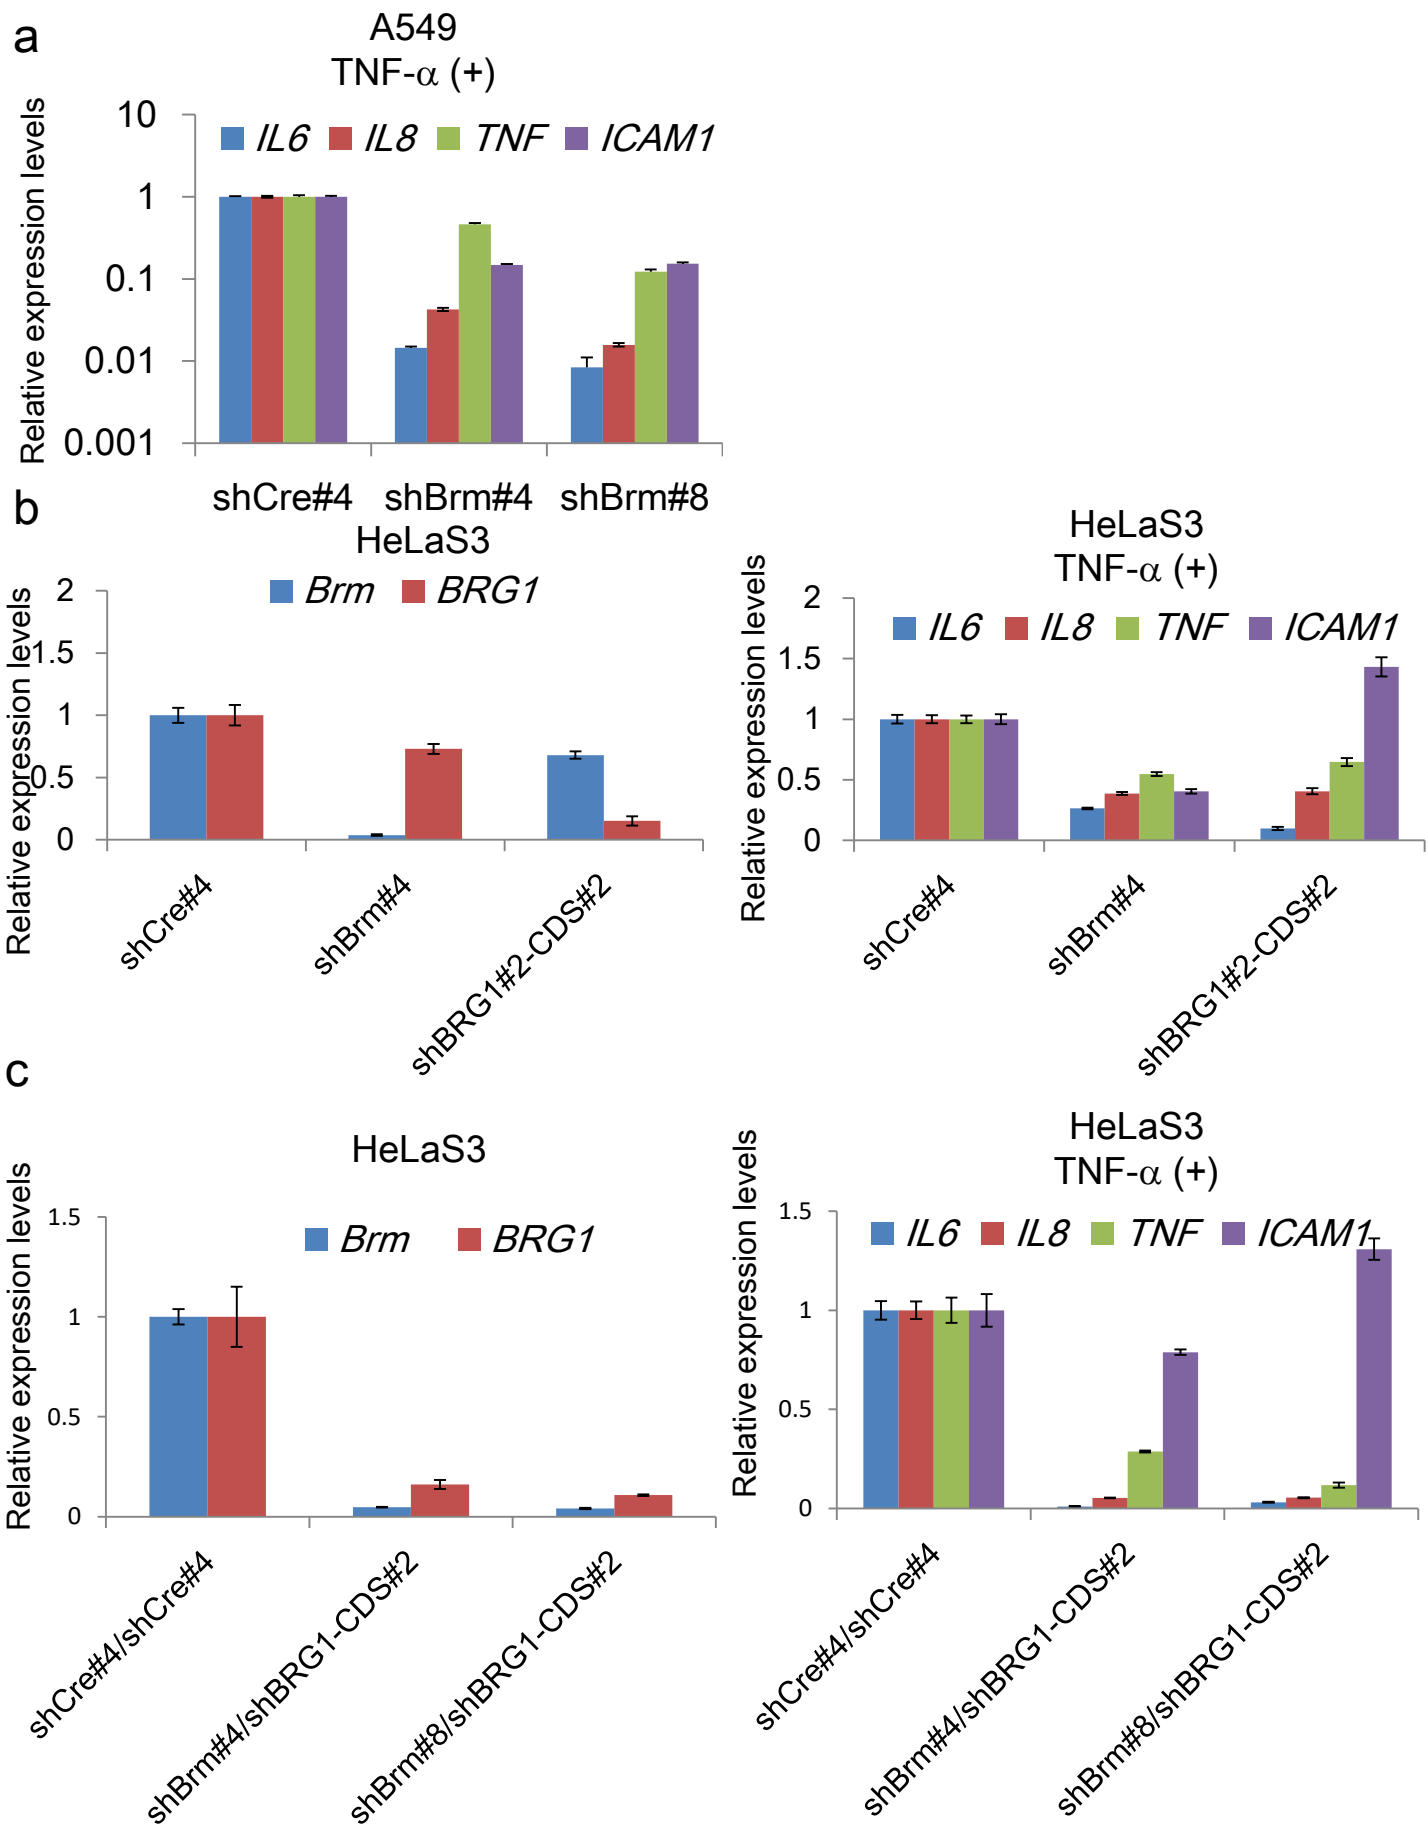 a
A549
TNF-α (+)
Relative expression levels
10
1
0.1
0.01
0.001
IL6 IL8 TNF ICAM1
shCre#4 shBrm#4 shBrm#8
b
HeLaS3
Relative expression levels
2
1.5
1
0.5
0
Brm BRG1
shCre#4
shBrm#4
shBRG1#2-CDS#2
HeLaS3
TNF-α (+)
Relative expression levels
2
1.5
1
0.5
0
IL6 IL8 TNF ICAM1
shCre#4
shBrm#4
shBRG1#2-CDS#2
c
HeLaS3
Relative expression levels
1.5
1
0.5
0
Brm BRG1
shCre#4/shCre#4
shBrm#4/shBRG1-CDS#2
shBrm#8/shBRG1-CDS#2
HeLaS3
TNF-α (+)
Relative expression levels
1.5
1
0.5
0
IL6 IL8 TNF ICAM1
shCre#4/shCre#4
shBrm#4/shBRG1-CDS#2
shBrm#8/shBRG1-CDS#2